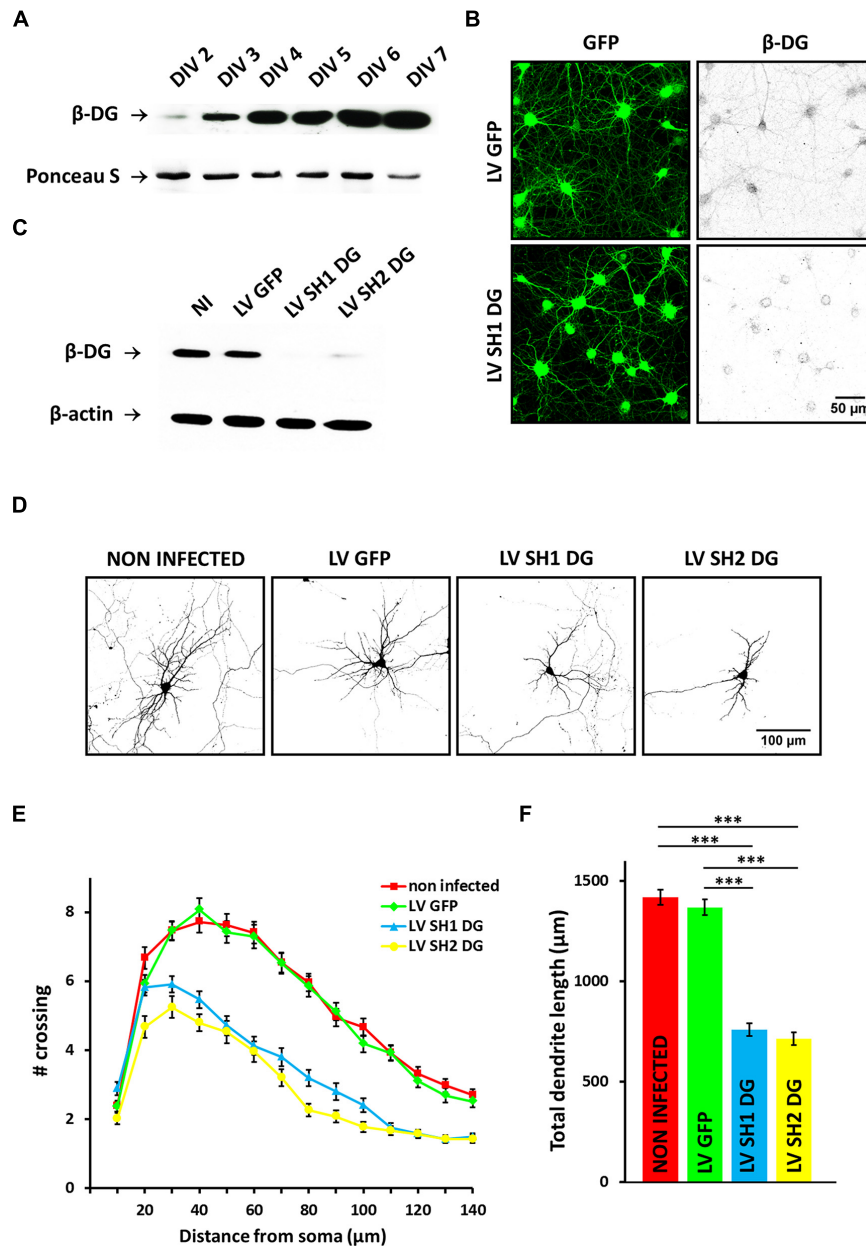 A
DIV 2 DIV 3 DIV 4 DIV 5 DIV 6 DIV 7
β-DG →
Ponceau S →
B
GFP β-DG
LV GFP
LV SH1 DG
50 µm
C
NI LV GFP LV SH1 DG LV SH2 DG
β-DG →
β-actin →
D
NON INFECTED LV GFP LV SH1 DG LV SH2 DG
100 µm
E
non infected
LV GFP
LV SH1 DG
LV SH2 DG
# crossing
8
6
4
2
0
20 40 60 80 100 120 140
Distance from soma (µm)
F
***
***
***
***
Total dendrite length (µm)
1500
1000
500
0
NON INFECTED
LV GFP
LV SH1 DG
LV SH2 DG